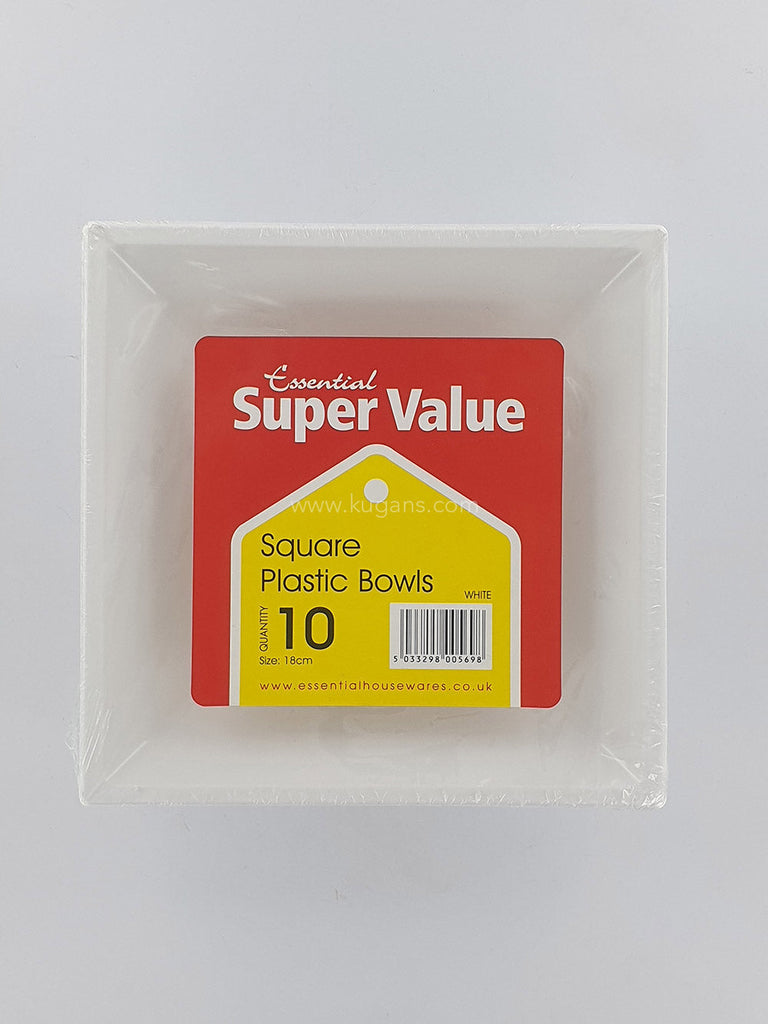 Essential
Super Value
www.kugans.com
Square
Plastic Bowls
WHITE
QUANTITY
10
Size: 18cm
5 033298 005698
www.essentialhousewares.co.uk